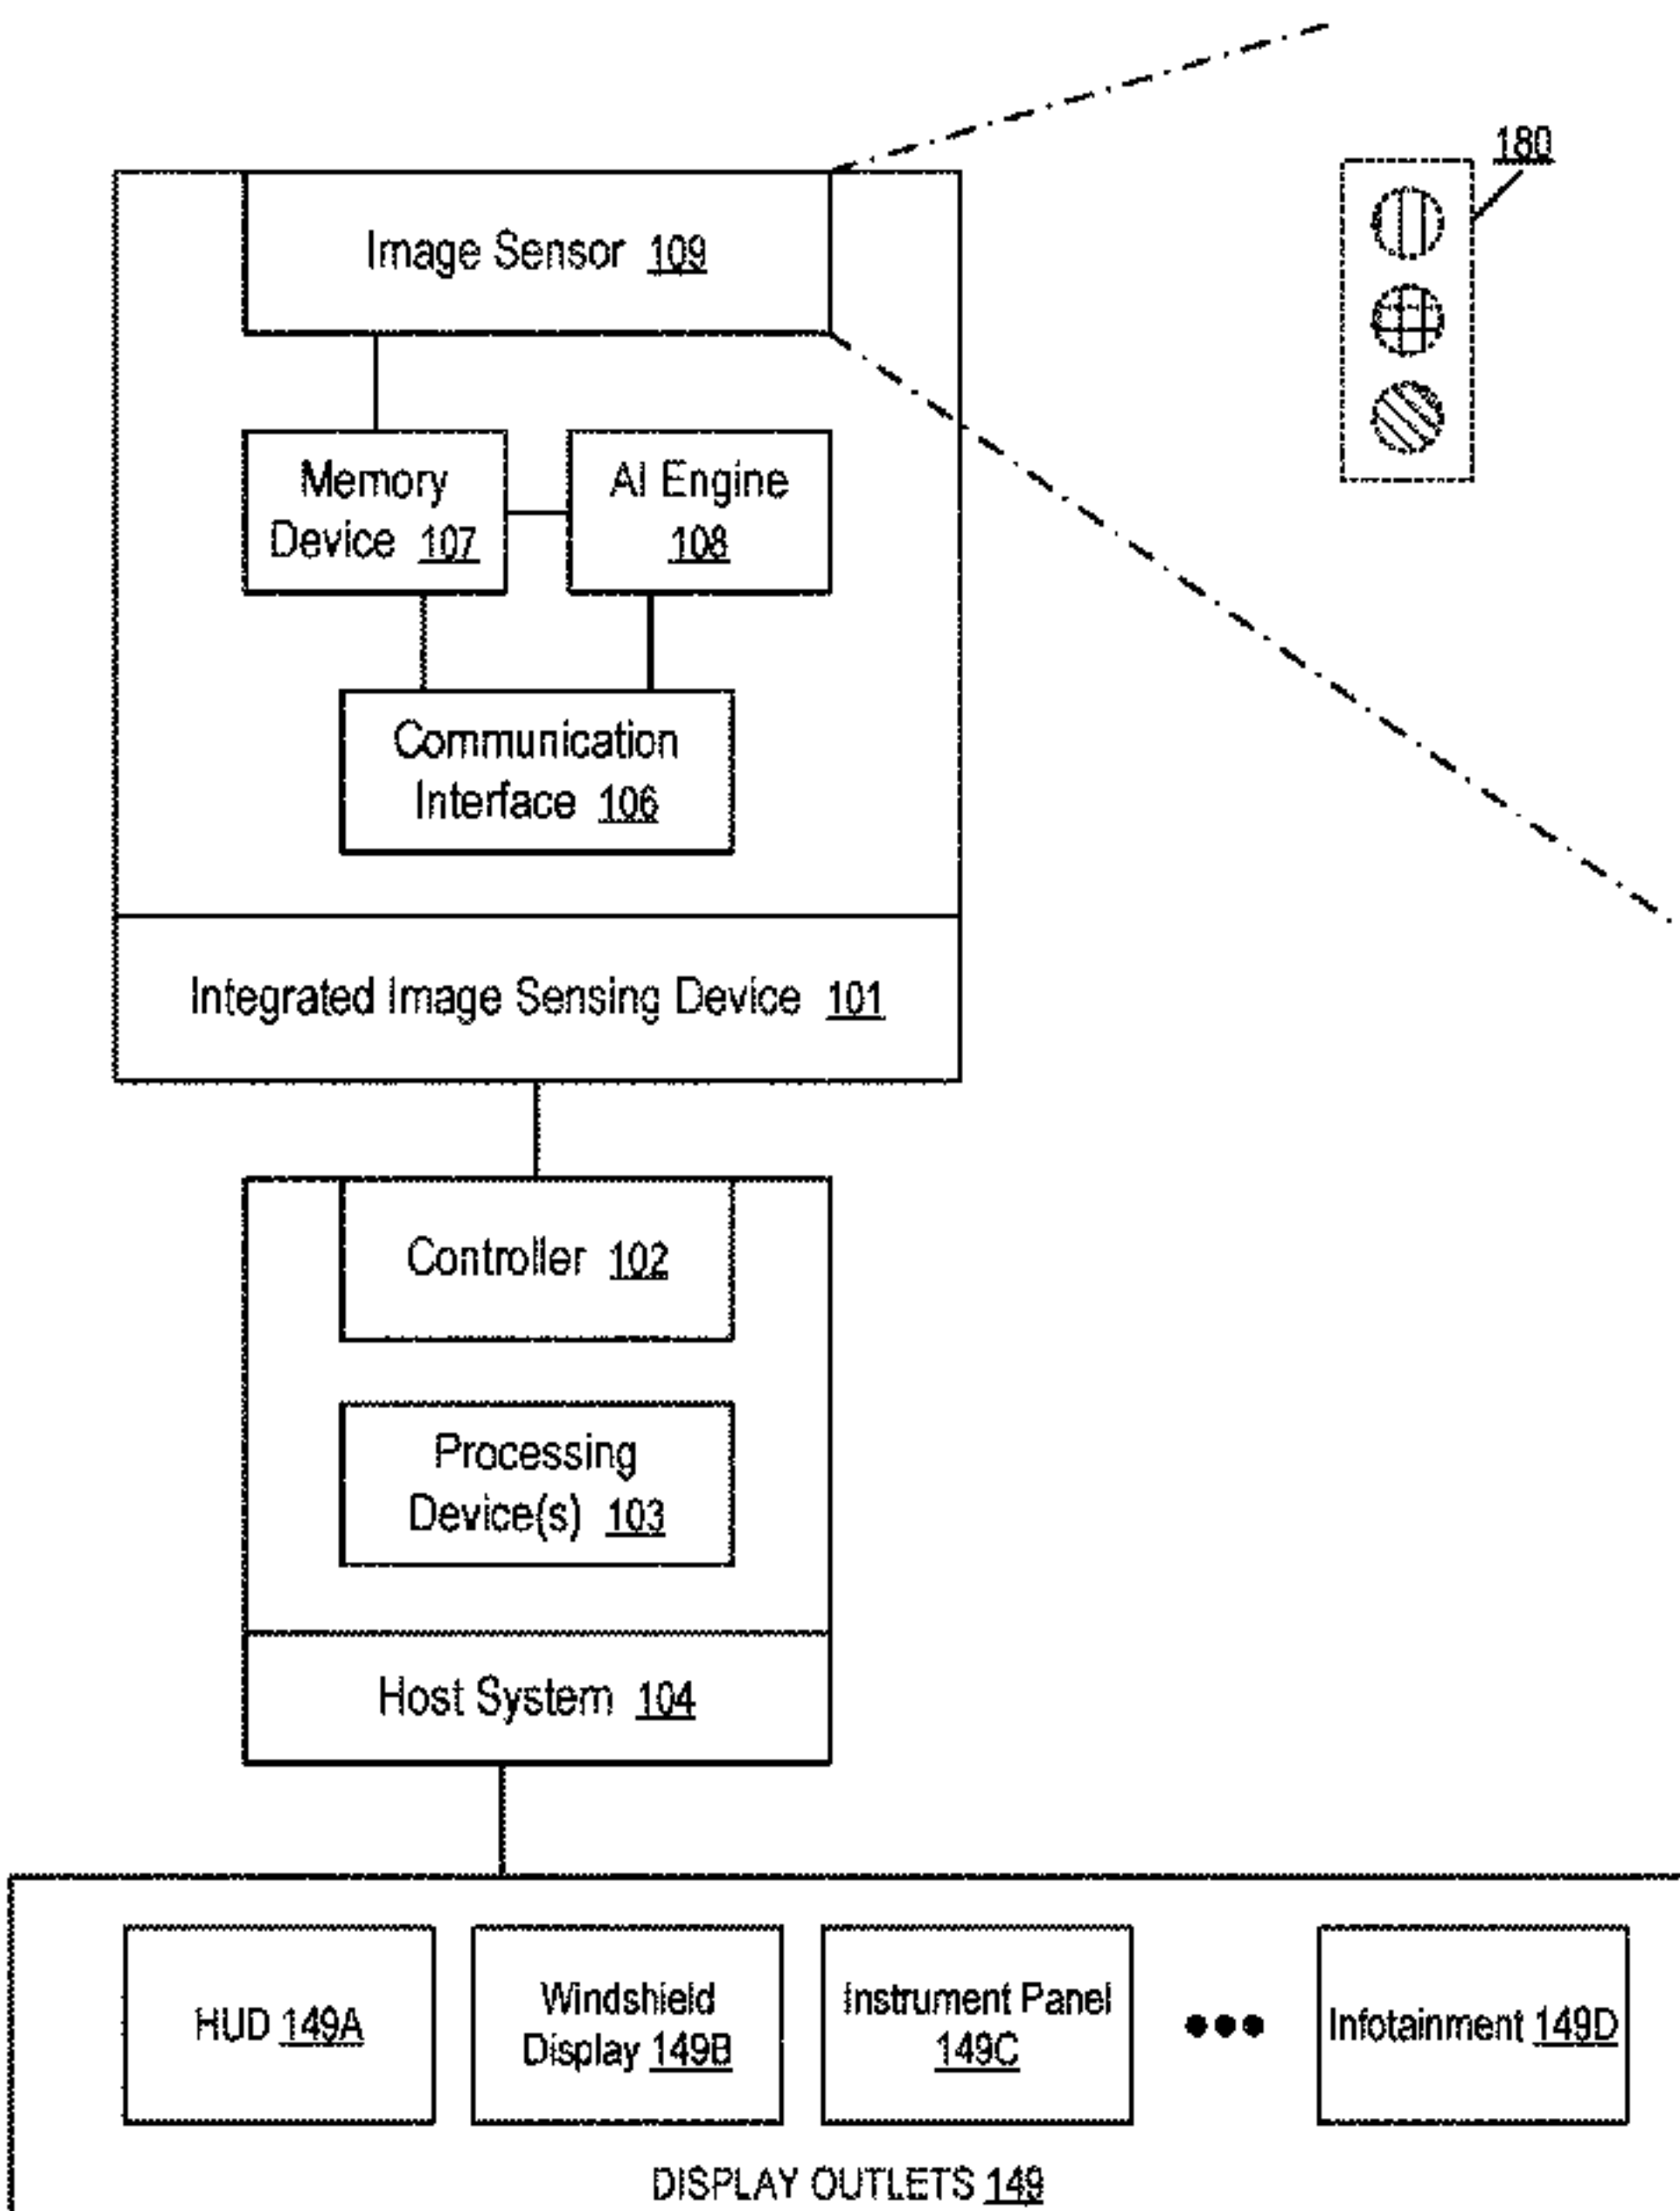 180
Image Sensor 109
Memory
Device 107
AI Engine
108
Communication
Interface 106
Integrated Image Sensing Device 101
Controller 102
Processing
Device(s) 103
Host System 104
HUD 149A
Windshield
Display 149B
Instrument Panel
149C
Infotainment 149D
DISPLAY OUTLETS 149